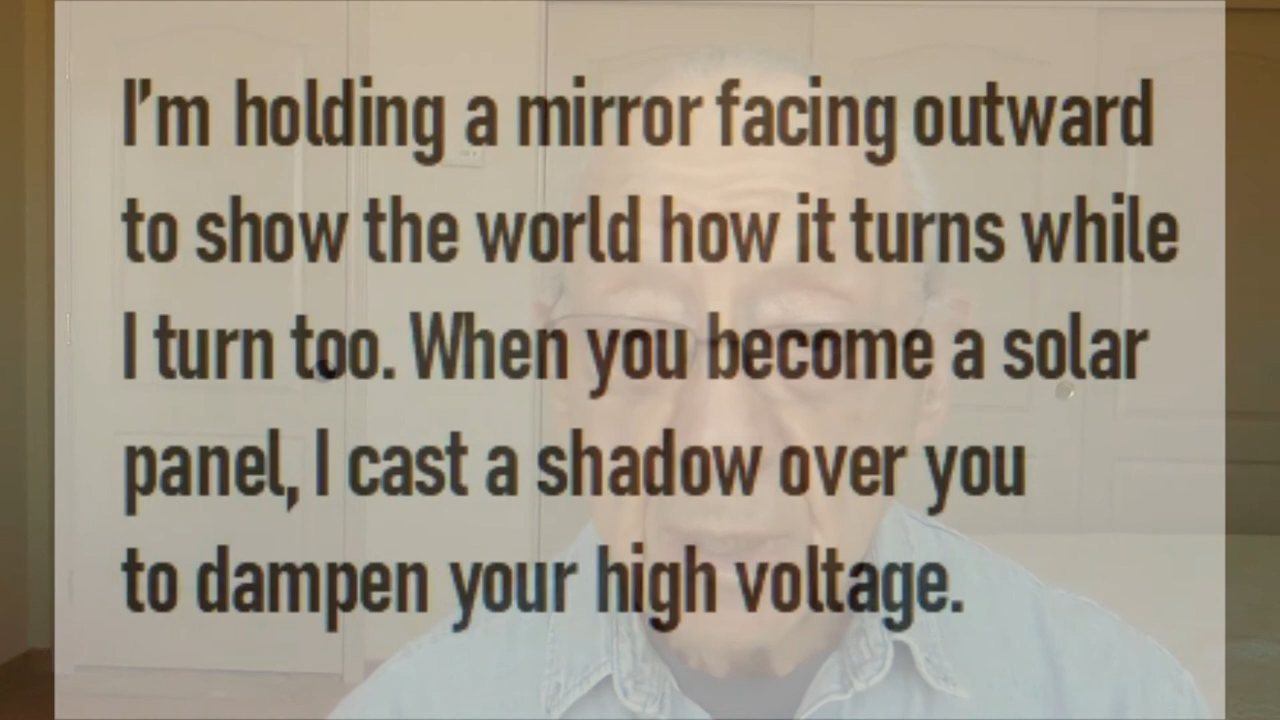 I'm holding a mirror facing outward
to show the world how it turns while
I turn too. When you become a solar
panel, I cast a shadow over you
to dampen your high voltage.